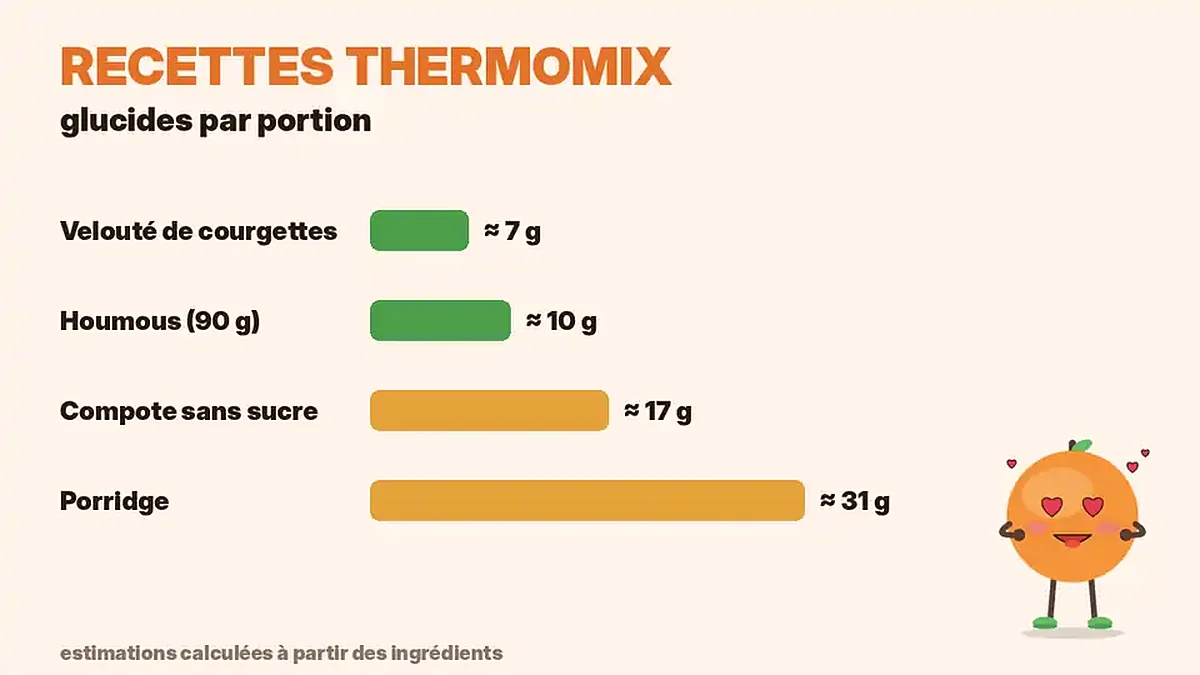 RECETTES THERMOMIX
glucides par portion
Velouté de courgettes ≈ 7 g
Houmous (90 g) ≈ 10 g
Compote sans sucre ≈ 17 g
Porridge ≈ 31 g
estimations calculées à partir des ingrédients